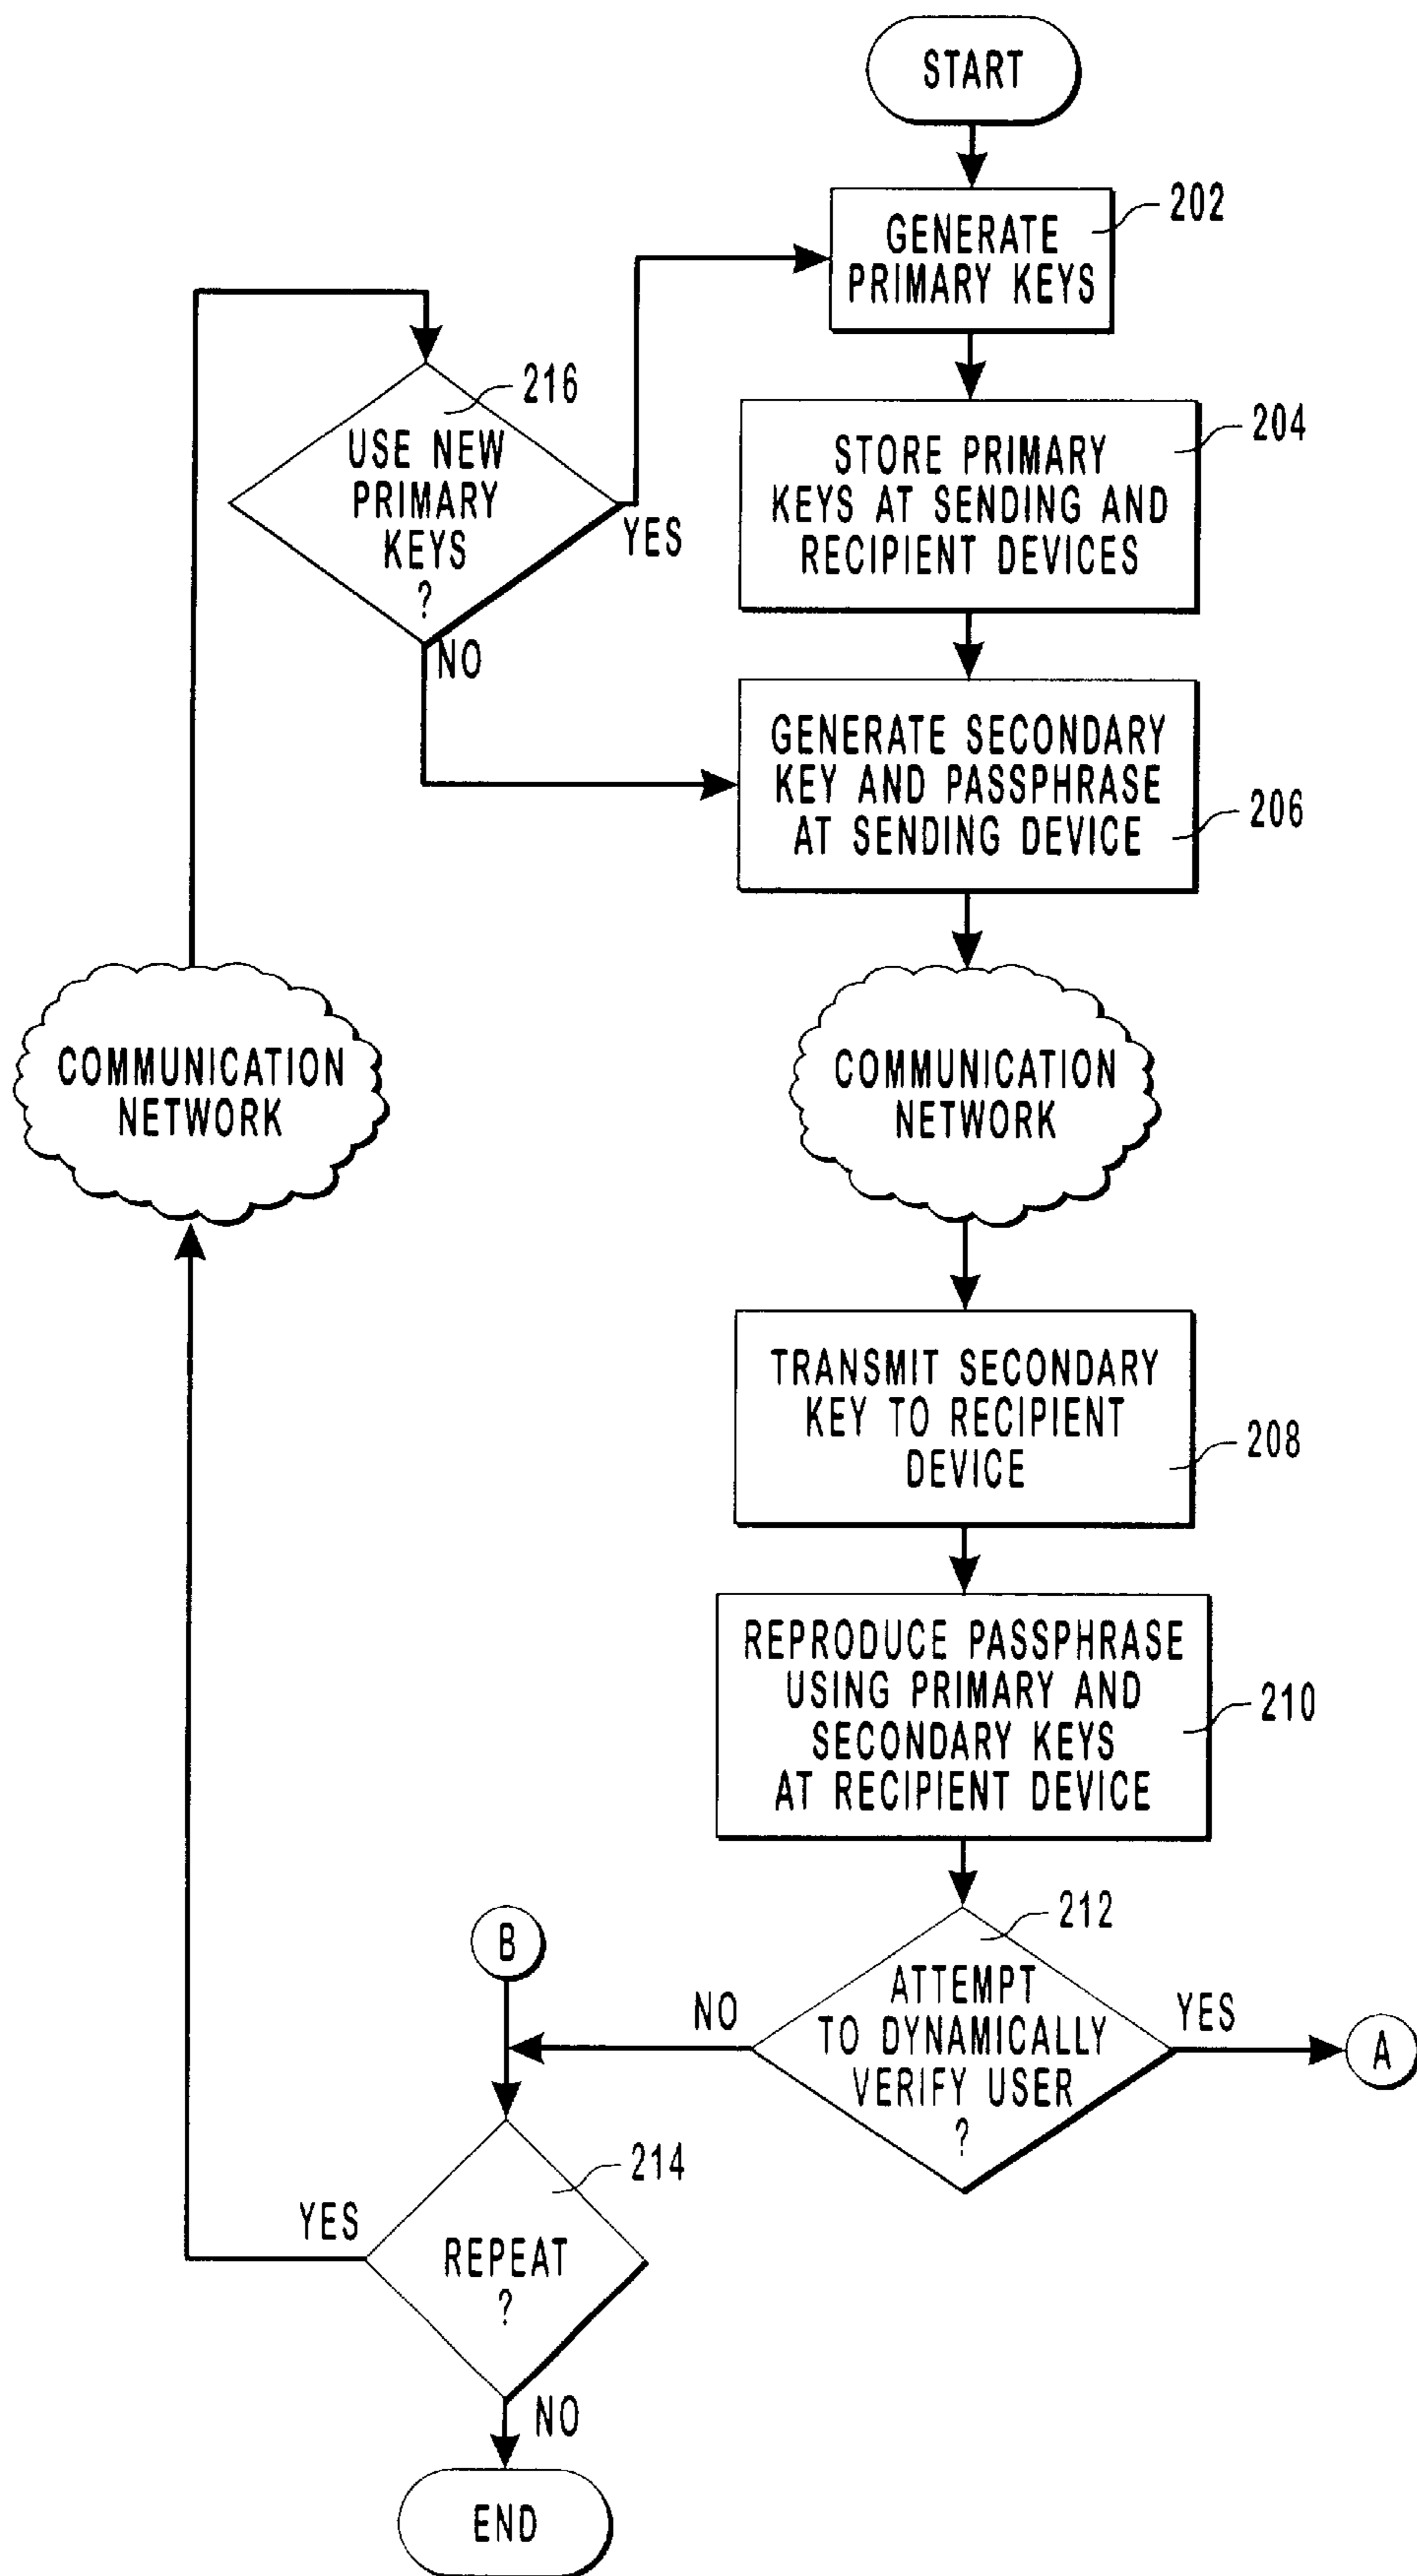 START
202
GENERATE
PRIMARY KEYS
216
USE NEW
PRIMARY
KEYS
?
YES
NO
204
STORE PRIMARY
KEYS AT SENDING AND
RECIPIENT DEVICES
GENERATE SECONDARY
KEY AND PASSPHRASE
AT SENDING DEVICE
206
COMMUNICATION
NETWORK
COMMUNICATION
NETWORK
TRANSMIT SECONDARY
KEY TO RECIPIENT
DEVICE
208
REPRODUCE PASSPHRASE
USING PRIMARY AND
SECONDARY KEYS
AT RECIPIENT DEVICE
210
212
ATTEMPT
TO DYNAMICALLY
VERIFY USER
?
NO
YES
A
B
214
REPEAT
?
YES
NO
END